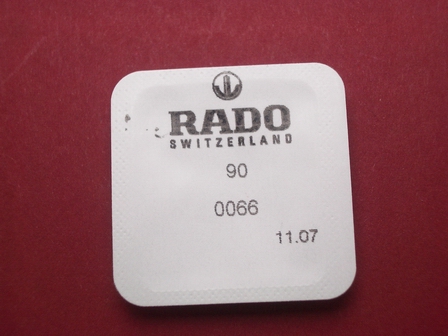 RADO
SWITZERLAND
90
0066
11.07